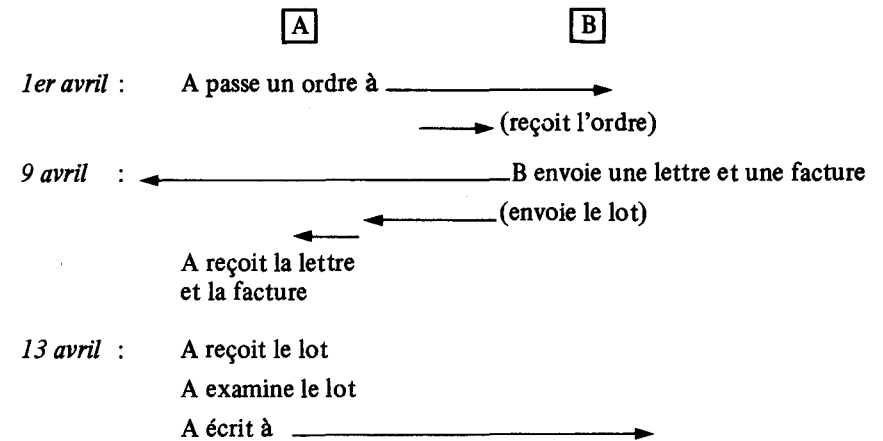 A B
1er avril : A passe un ordre à
(reçoit l'ordre)
9 avril : B envoie une lettre et une facture
(envoie le lot)
A reçoit la lettre
et la facture
13 avril : A reçoit le lot
A examine le lot
A écrit à